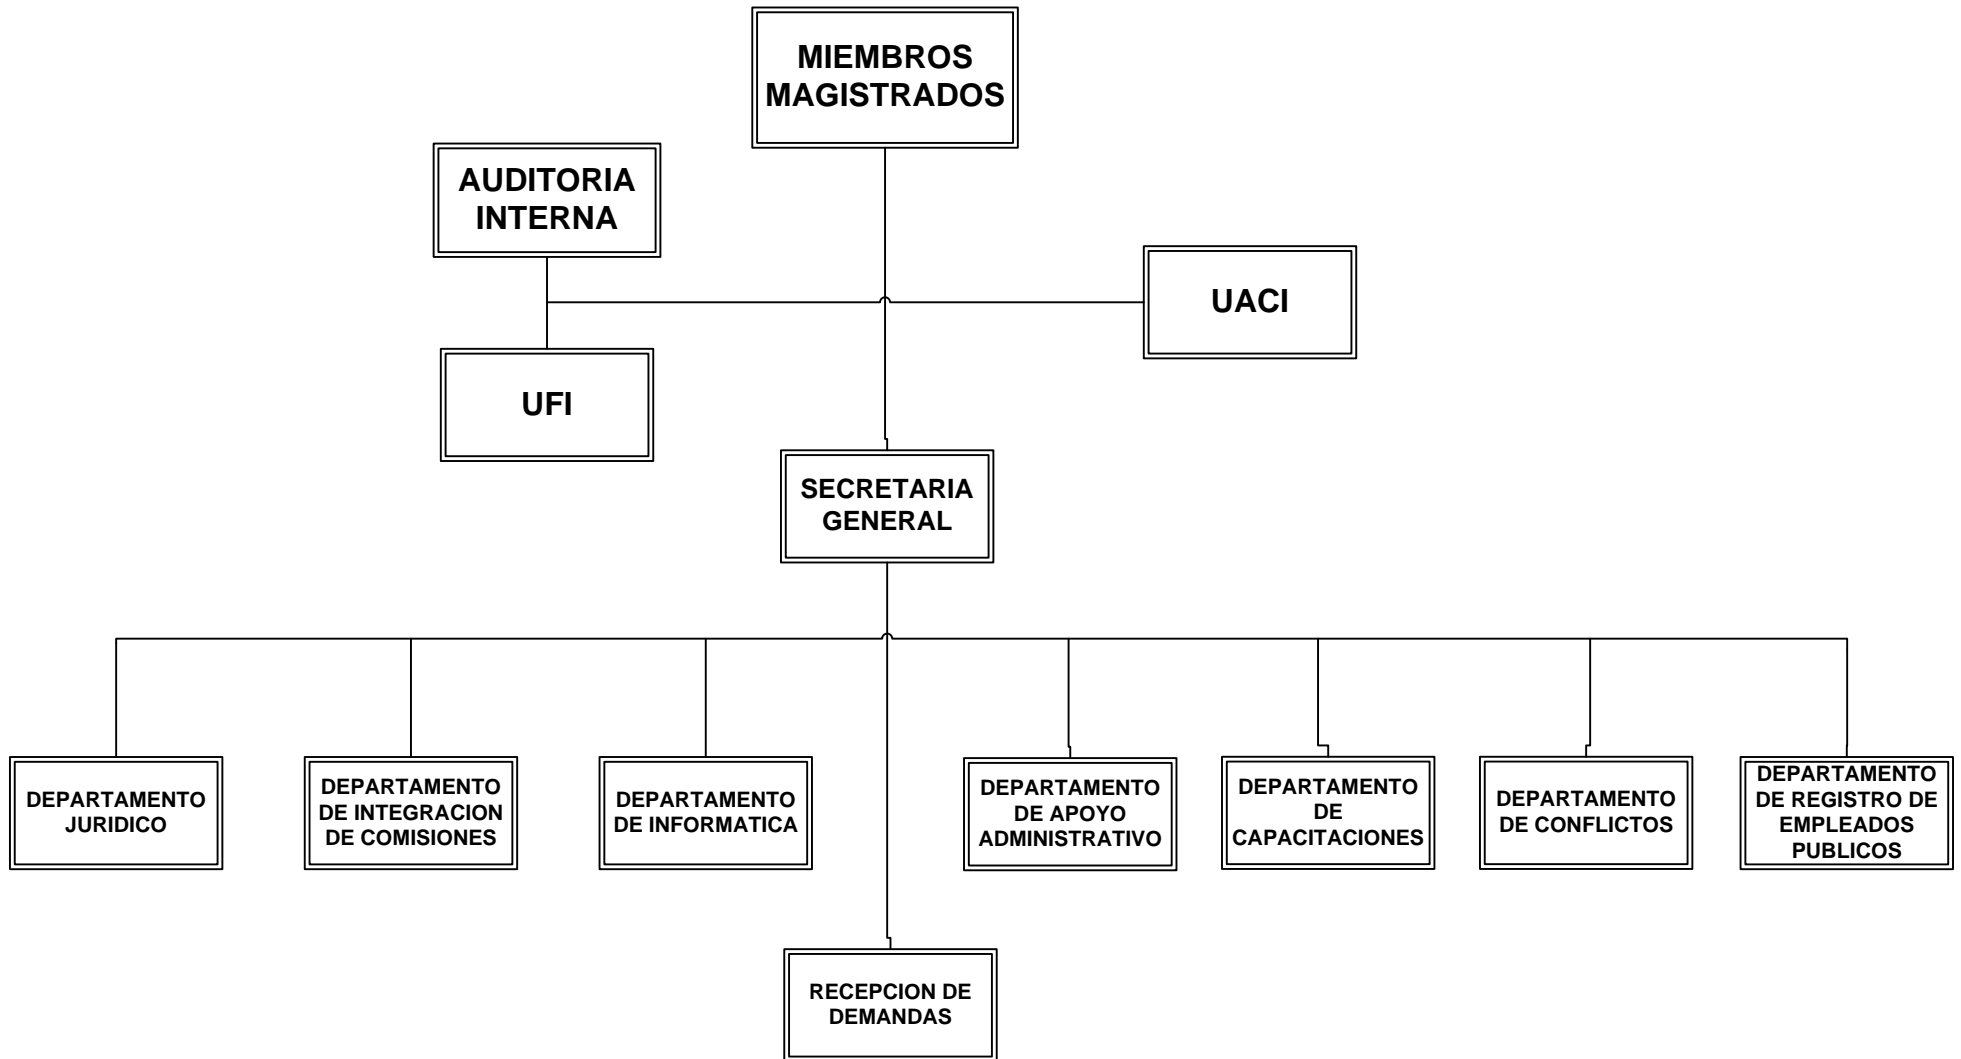 MIEMBROS
MAGISTRADOS
AUDITORIA
INTERNA
UACI
UFI
SECRETARIA
GENERAL
DEPARTAMENTO
JURIDICO
DEPARTAMENTO
DE INTEGRACION
DE COMISIONES
DEPARTAMENTO
DE INFORMATICA
DEPARTAMENTO
DE APOYO
ADMINISTRATIVO
DEPARTAMENTO
DE
CAPACITACIONES
DEPARTAMENTO
DE CONFLICTOS
DEPARTAMENTO
DE REGISTRO DE
EMPLEADOS
PUBLICOS
RECEPCION DE
DEMANDAS